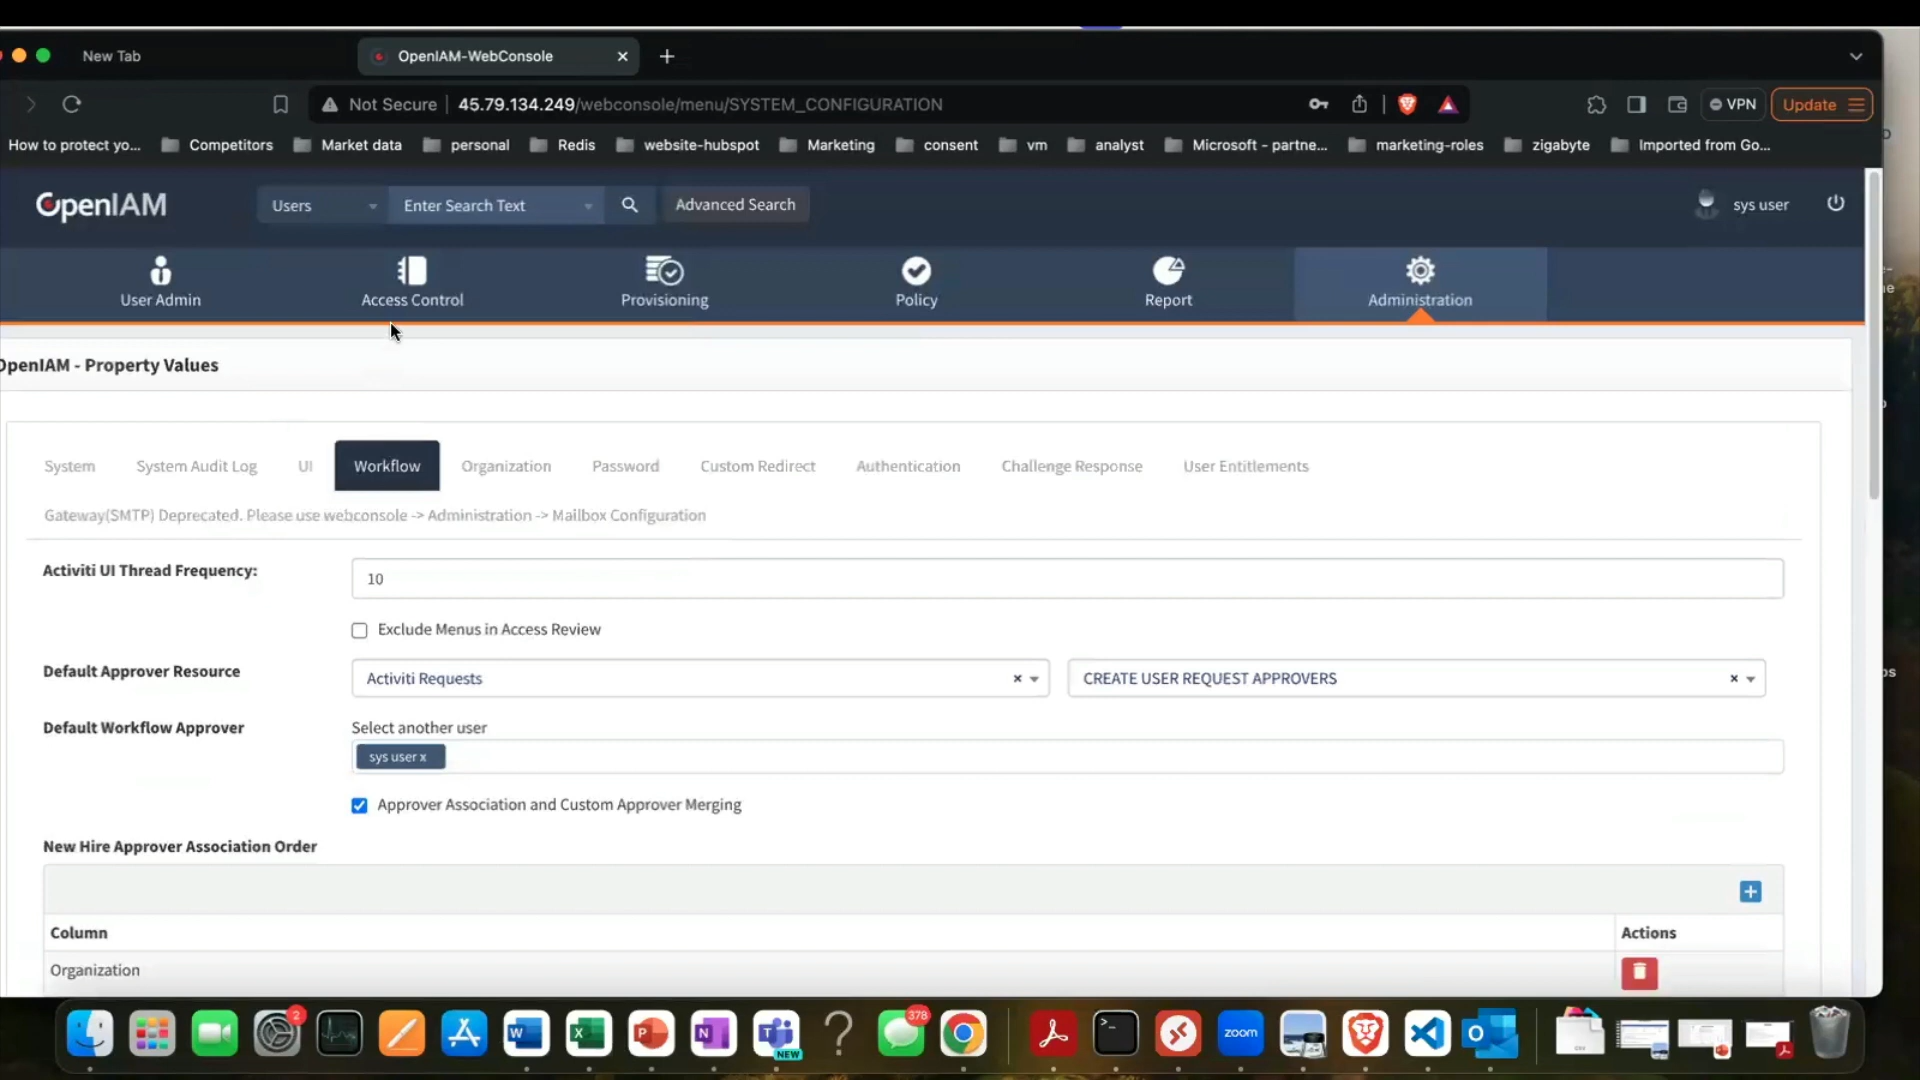 New Tab
OpenIAM-WebConsole
Not Secure 45.79.134.249/webconsole/menu/SYSTEM_CONFIGURATION
VPN
Update
How to protect yo... Competitors Market data personal Redis website-hubspot Marketing consent vm analyst Microsoft - partne... marketing-roles zigabyte Imported from Go...
OpenIAM
Users
Enter Search Text
Advanced Search
sys user
User Admin
Access Control
Provisioning
Policy
Report
Administration
OpenIAM - Property Values
System System Audit Log UI Workflow Organization Password Custom Redirect Authentication Challenge Response User Entitlements
Gateway(SMTP) Deprecated. Please use webconsole -> Administration -> Mailbox Configuration
Activiti UI Thread Frequency:
10
Exclude Menus in Access Review
Default Approver Resource
Activiti Requests
CREATE USER REQUEST APPROVERS
Default Workflow Approver
Select another user
sys user x
Approver Association and Custom Approver Merging
New Hire Approver Association Order
Column
Actions
Organization
2
378
NEW
zoom